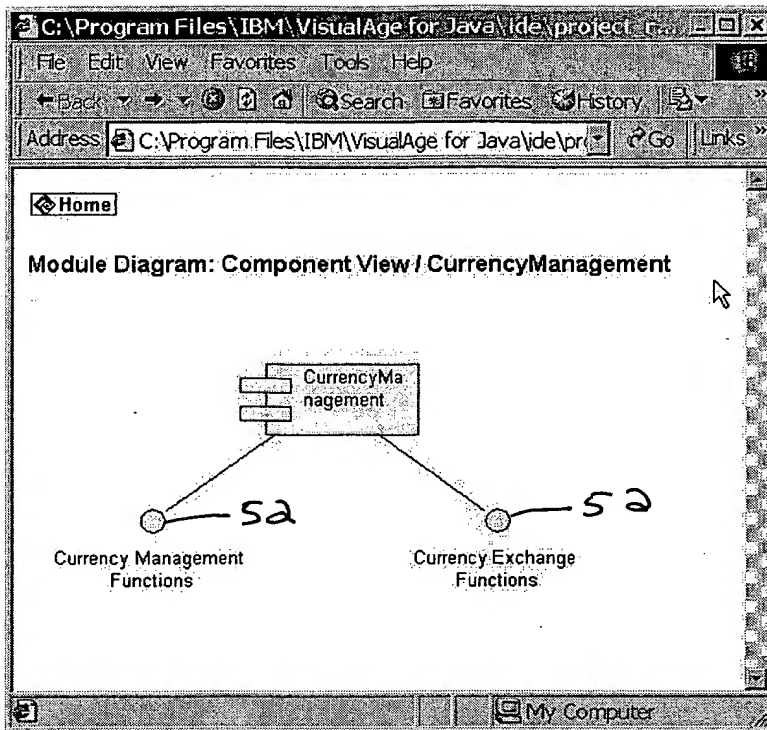 C:\Program Files\IBM\VisualAge for Java\ide\project_r...
File Edit View Favorites Tools Help
Back Search Favorites History »
Address C:\Program Files\IBM\VisualAge for Java\ide\pro Go Links »
Home
Module Diagram: Component View / CurrencyManagement
CurrencyMa
nagement
52 52
Currency Management Currency Exchange
Functions Functions
My Computer